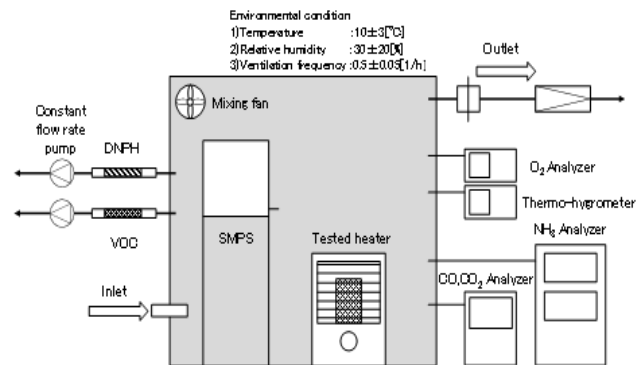 Environmental condition
1)Temperature :10±3[℃]
2)Relative humidity :30±20[%]
3)Ventilation frequency :0.5±0.05[1/h]
Outlet
Mixing fan
Constant
flow rate
pump
DNPH
O₂ Analyzer
Thermo-hygrometer
VOC
SMPS
Tested heater
NH₃ Analyzer
CO,CO₂ Analyzer
Inlet